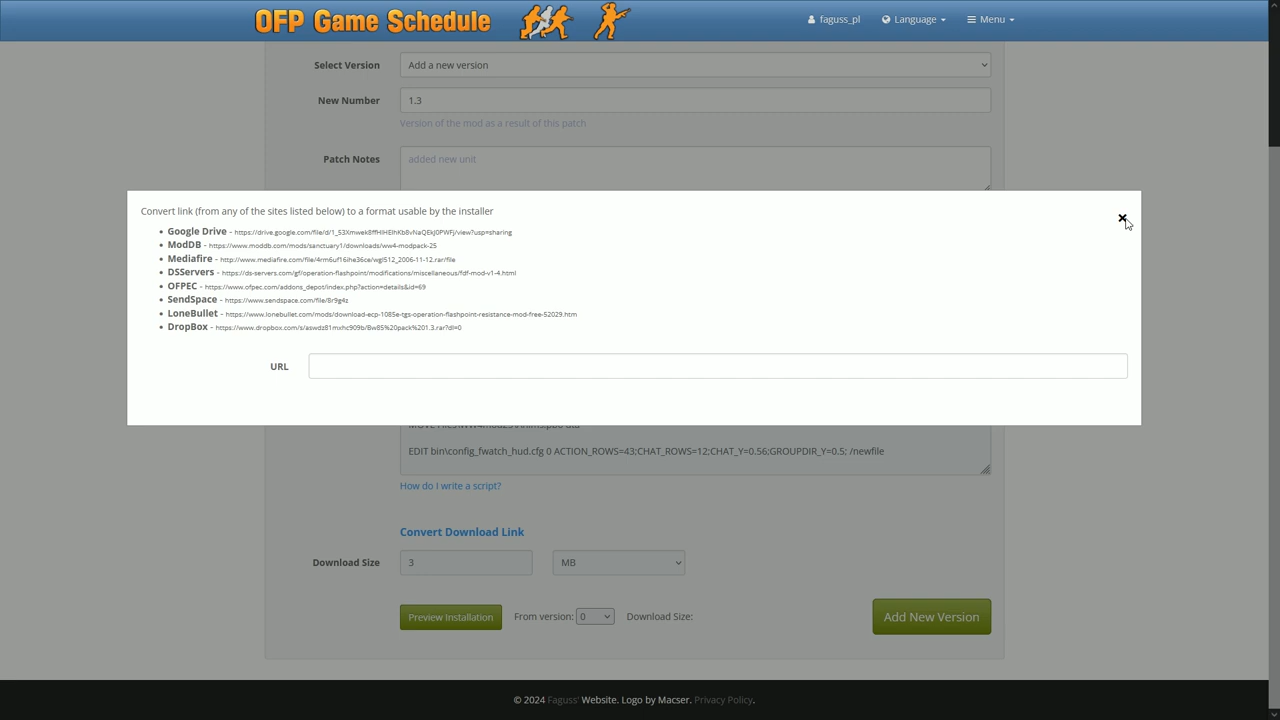 OFP Game Schedule
faguss_pl
Language
Menu
Select Version
Add a new version
New Number
1.3
Version of the mod as a result of this patch
Patch Notes
added new unit
Convert link (from any of the sites listed below) to a format usable by the installer
Google Drive - https://drive.google.com/file/d/1_53Xmwek8ffHIHElhKb8vNaQEkJ0PWFj/view?usp=sharing
ModDB - https://www.moddb.com/mods/sanctuary1/downloads/ww4-modpack-25
Mediafire - http://www.mediafire.com/file/4rm6uf16ihe36ce/wgl512_2006-11-12.rar/file
DSServers - https://ds-servers.com/gf/operation-flashpoint/modifications/miscellaneous/fdf-mod-v1-4.html
OFPEC - https://www.ofpec.com/addons_depot/index.php?action=details&id=69
SendSpace - https://www.sendspace.com/file/8r9g4z
LoneBullet - https://www.lonebullet.com/mods/download-ecp-1085e-tgs-operation-flashpoint-resistance-mod-free-52029.htm
DropBox - https://www.dropbox.com/s/aswdz81mxhc909b/Bw85%20pack%201.3.rar?dl=0
URL
EDIT bin\config_fwatch_hud.cfg 0 ACTION_ROWS=43;CHAT_ROWS=12;CHAT_Y=0.56;GROUPDIR_Y=0.5; /newfile
How do I write a script?
Convert Download Link
Download Size
3
MB
Preview Installation
From version:
0
Download Size:
Add New Version
© 2024 Faguss' Website. Logo by Macser. Privacy Policy.